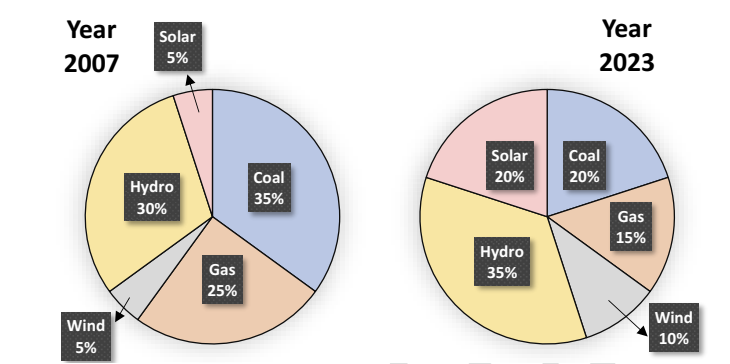 Year
2007
Solar
5%
Coal
35%
Hydro
30%
Gas
25%
Wind
5%
Year
2023
Solar
20%
Coal
20%
Gas
15%
Hydro
35%
Wind
10%